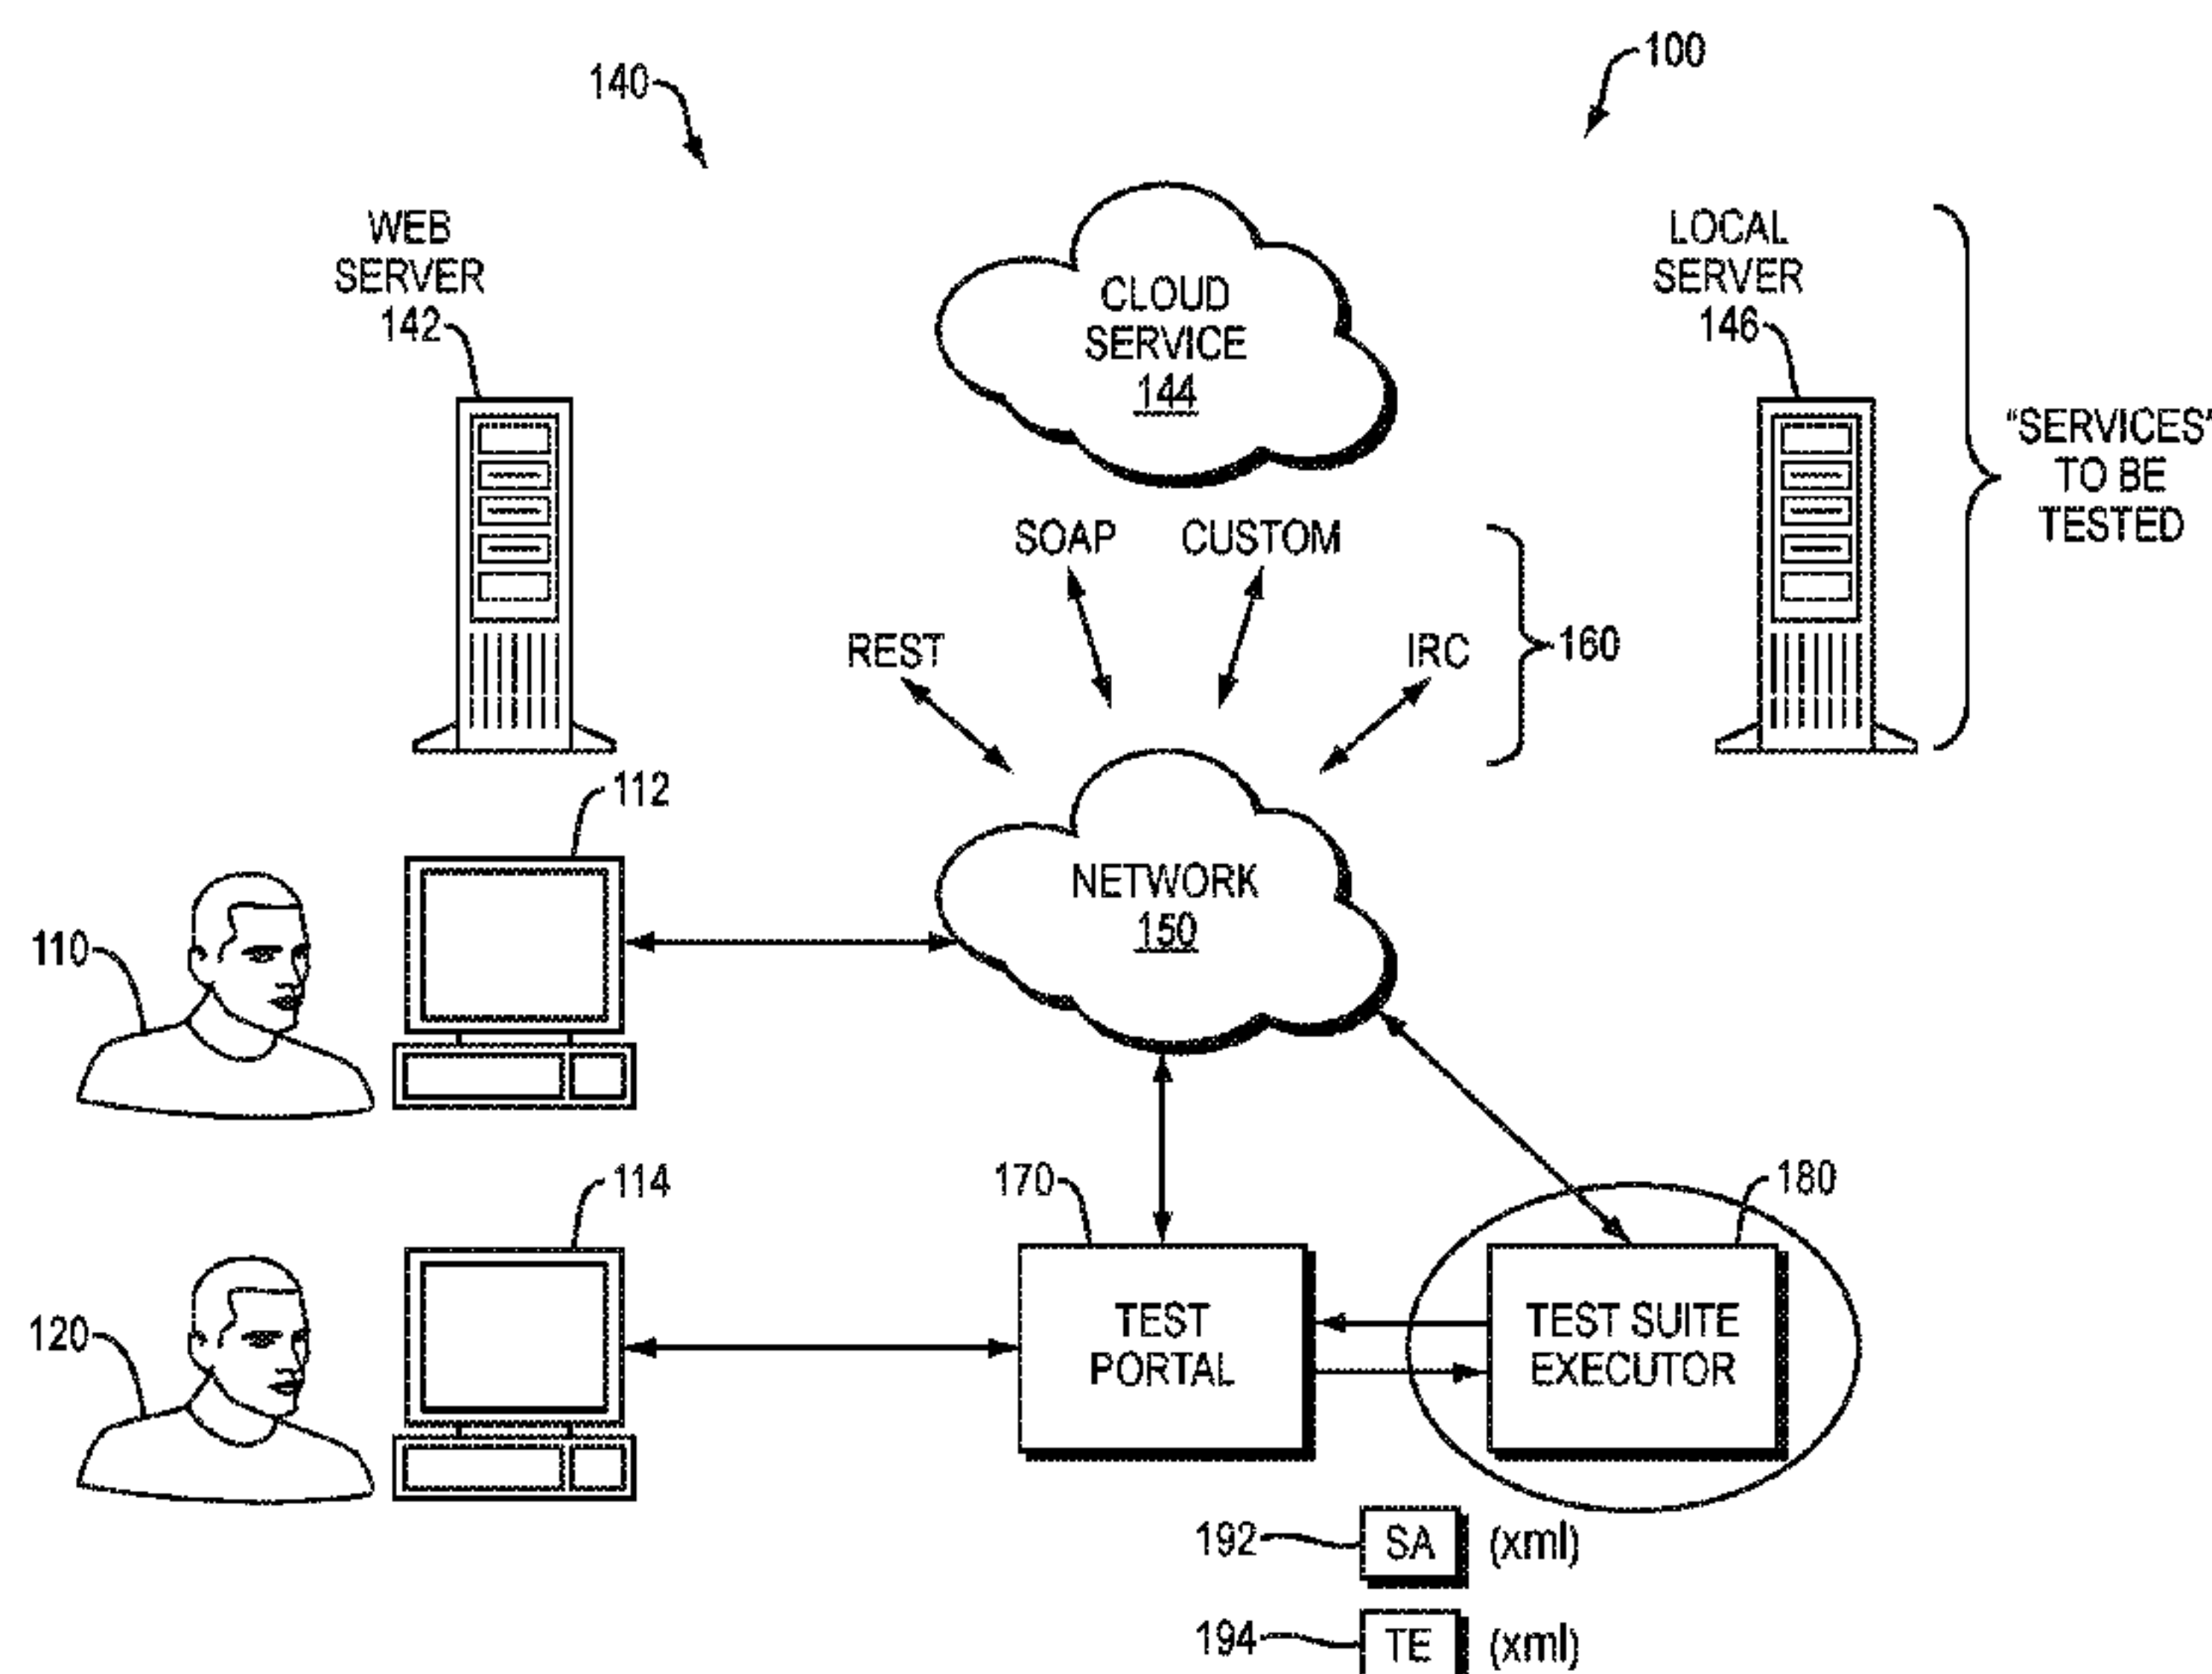 140
100
WEB
SERVER
142
CLOUD
SERVICE
144
LOCAL
SERVER
146
"SERVICES"
TO BE
TESTED
SOAP
CUSTOM
REST
IRC
160
112
NETWORK
150
110
114
170
180
120
TEST
PORTAL
TEST SUITE
EXECUTOR
192
SA
(xml)
194
TE
(xml)